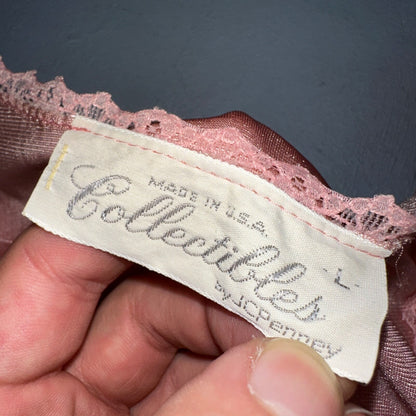 MADE IN U.S.A.
Collectibles
-L-
by JCPenney